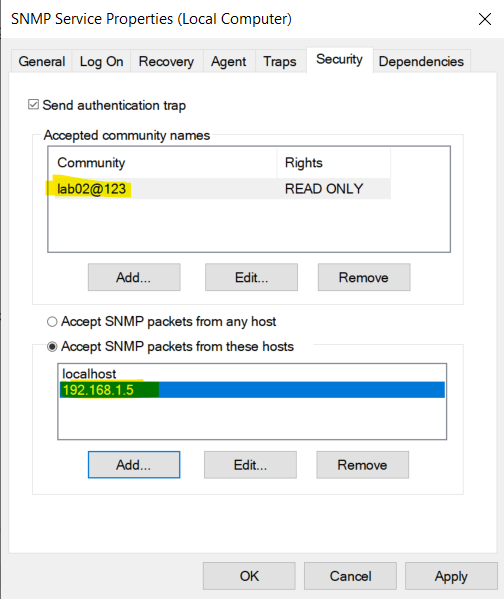 SNMP Service Properties (Local Computer)
General Log On Recovery Agent Traps Security Dependencies
Send authentication trap
Accepted community names
Community Rights
lab02@123 READ ONLY
Add... Edit... Remove
Accept SNMP packets from any host
Accept SNMP packets from these hosts
localhost
192.168.1.5
Add... Edit... Remove
OK Cancel Apply